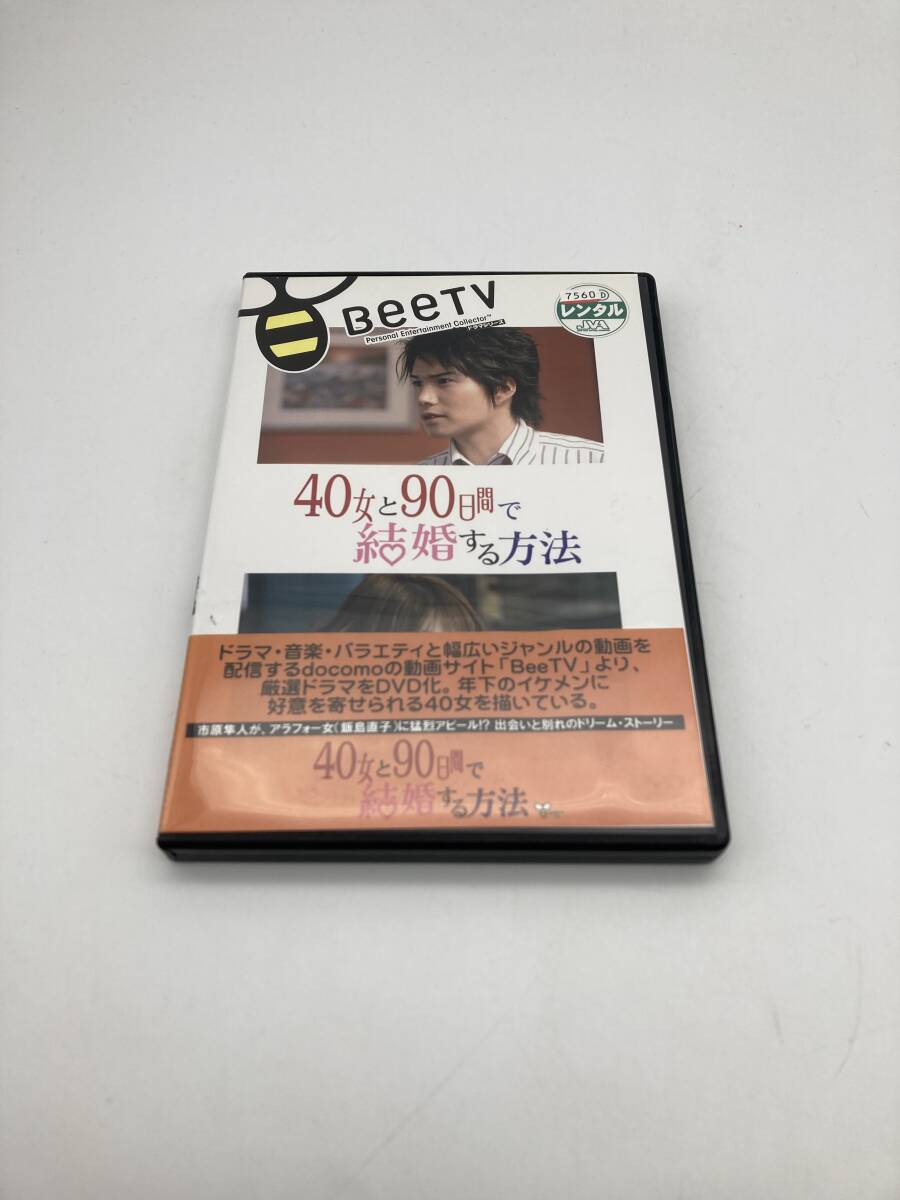 BeeTV
Personal Entertainment Collector™
ドラマシリーズ
7560 D
レンタル
JVA
40女と90日間で
結婚する方法
ドラマ・音楽・バラエティと幅広いジャンルの動画を
配信するdocomoの動画サイト「BeeTV」より、
厳選ドラマをDVD化。年下のイケメンに
好意を寄せられる40女を描いている。
市原隼人が、アラフォー女(飯島直子)に猛烈アピール!? 出会いと別れのドリーム・ストーリー
40女と90日間で
結婚する方法